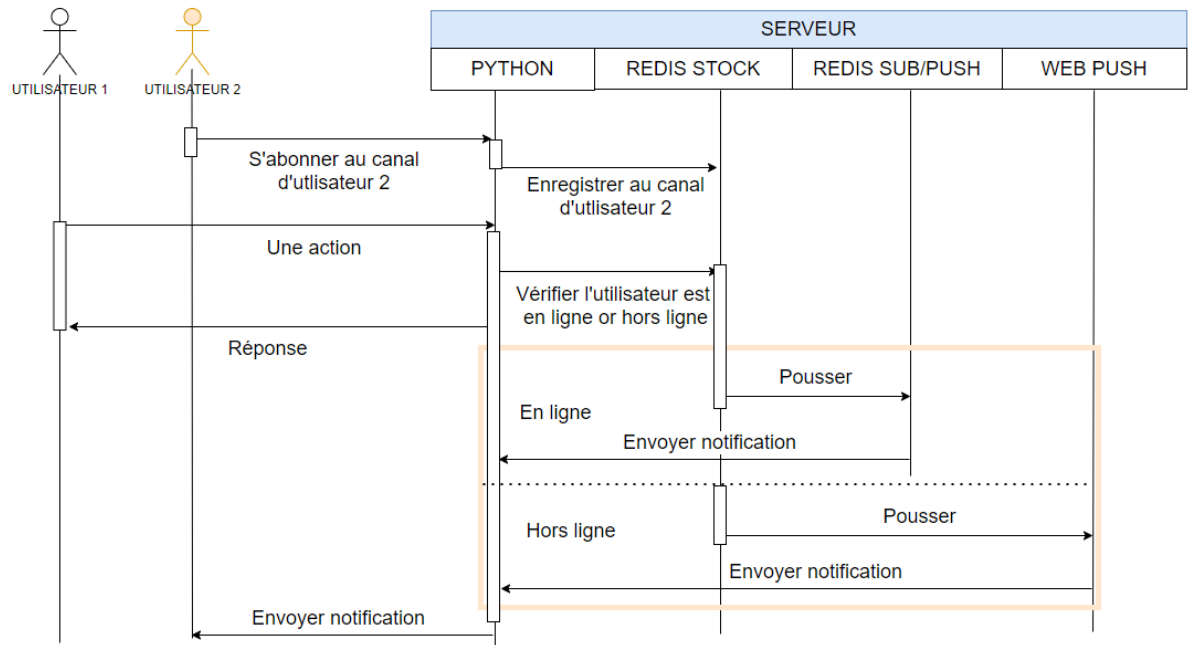 SERVEUR
PYTHON
REDIS STOCK
REDIS SUB/PUSH
WEB PUSH
UTILISATEUR 1
UTILISATEUR 2
S'abonner au canal
d'utlisateur 2
Enregistrer au canal
d'utlisateur 2
Une action
Vérifier l'utilisateur est
en ligne or hors ligne
Réponse
Pousser
En ligne
Envoyer notification
Pousser
Hors ligne
Envoyer notification
Envoyer notification